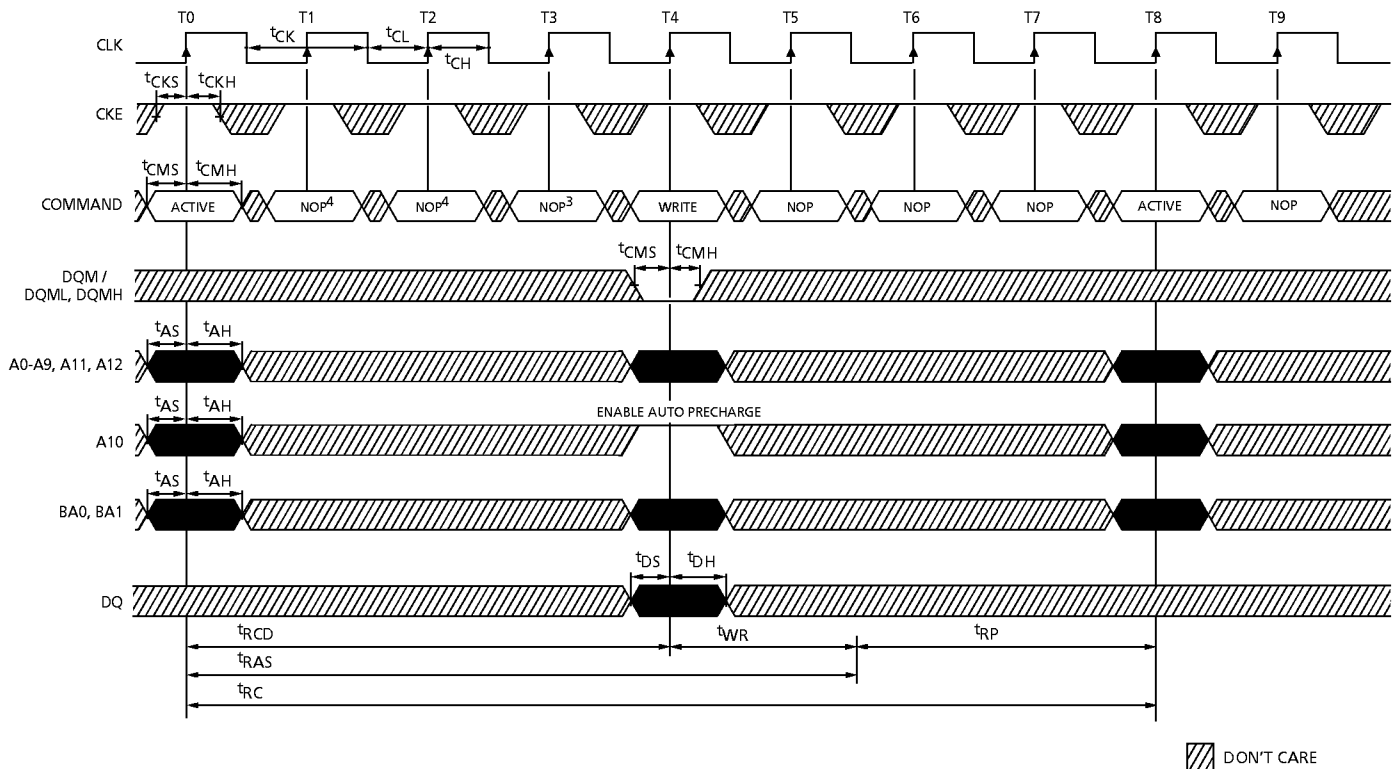 T0 T1 T2 T3 T4 T5 T6 T7 T8 T9
CLK
tCK tCL
tCH
tCKS tCKH
CKE
tCMS tCMH
COMMAND ACTIVE NOP4 NOP4 NOP3 WRITE NOP NOP NOP ACTIVE NOP
tCMS tCMH
DQM /
DQML, DQMH
tAS tAH
A0-A9, A11, A12
tAS tAH
ENABLE AUTO PRECHARGE
A10
tAS tAH
BA0, BA1
tDS tDH
DQ
tRCD tWR tRP
tRAS
tRC
DON'T CARE